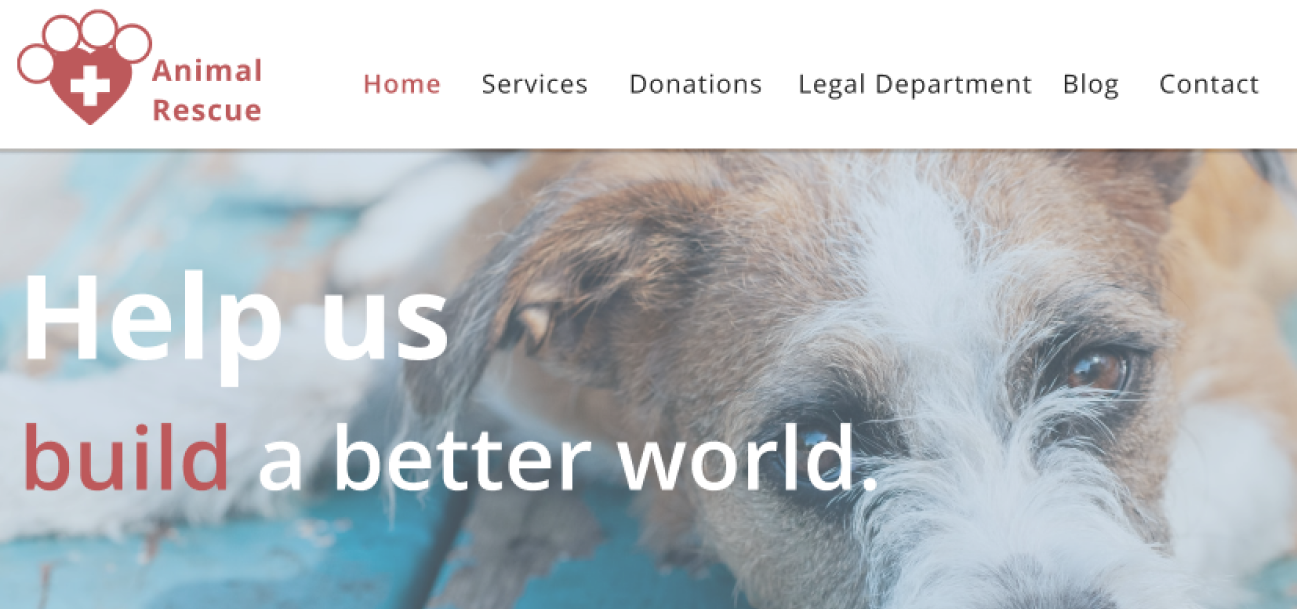 Animal
Rescue
Home Services Donations Legal Department Blog Contact
Help us
build a better world.